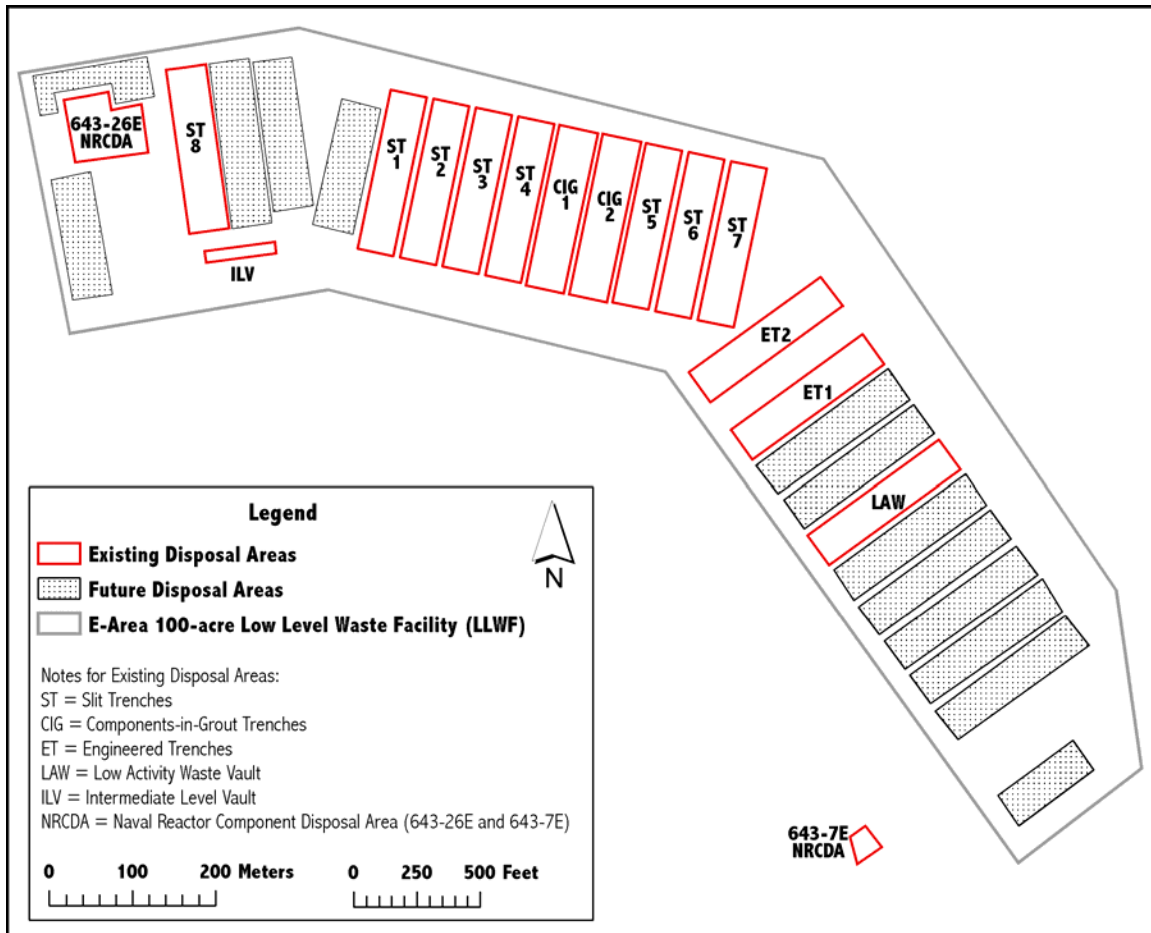 643-26E
NRCDA
ST
8
ILV
ST
1
ST
2
ST
3
ST
4
CIG
1
CIG
2
ST
5
ST
6
ST
7
ET2
ET1
LAW
643-7E
NRCDA
Legend
Existing Disposal Areas
Future Disposal Areas
E-Area 100-acre Low Level Waste Facility (LLWF)
N
Notes for Existing Disposal Areas:
ST = Slit Trenches
CIG = Components-in-Grout Trenches
ET = Engineered Trenches
LAW = Low Activity Waste Vault
ILV = Intermediate Level Vault
NRCDA = Naval Reactor Component Disposal Area (643-26E and 643-7E)
0 100 200 Meters
0 250 500 Feet